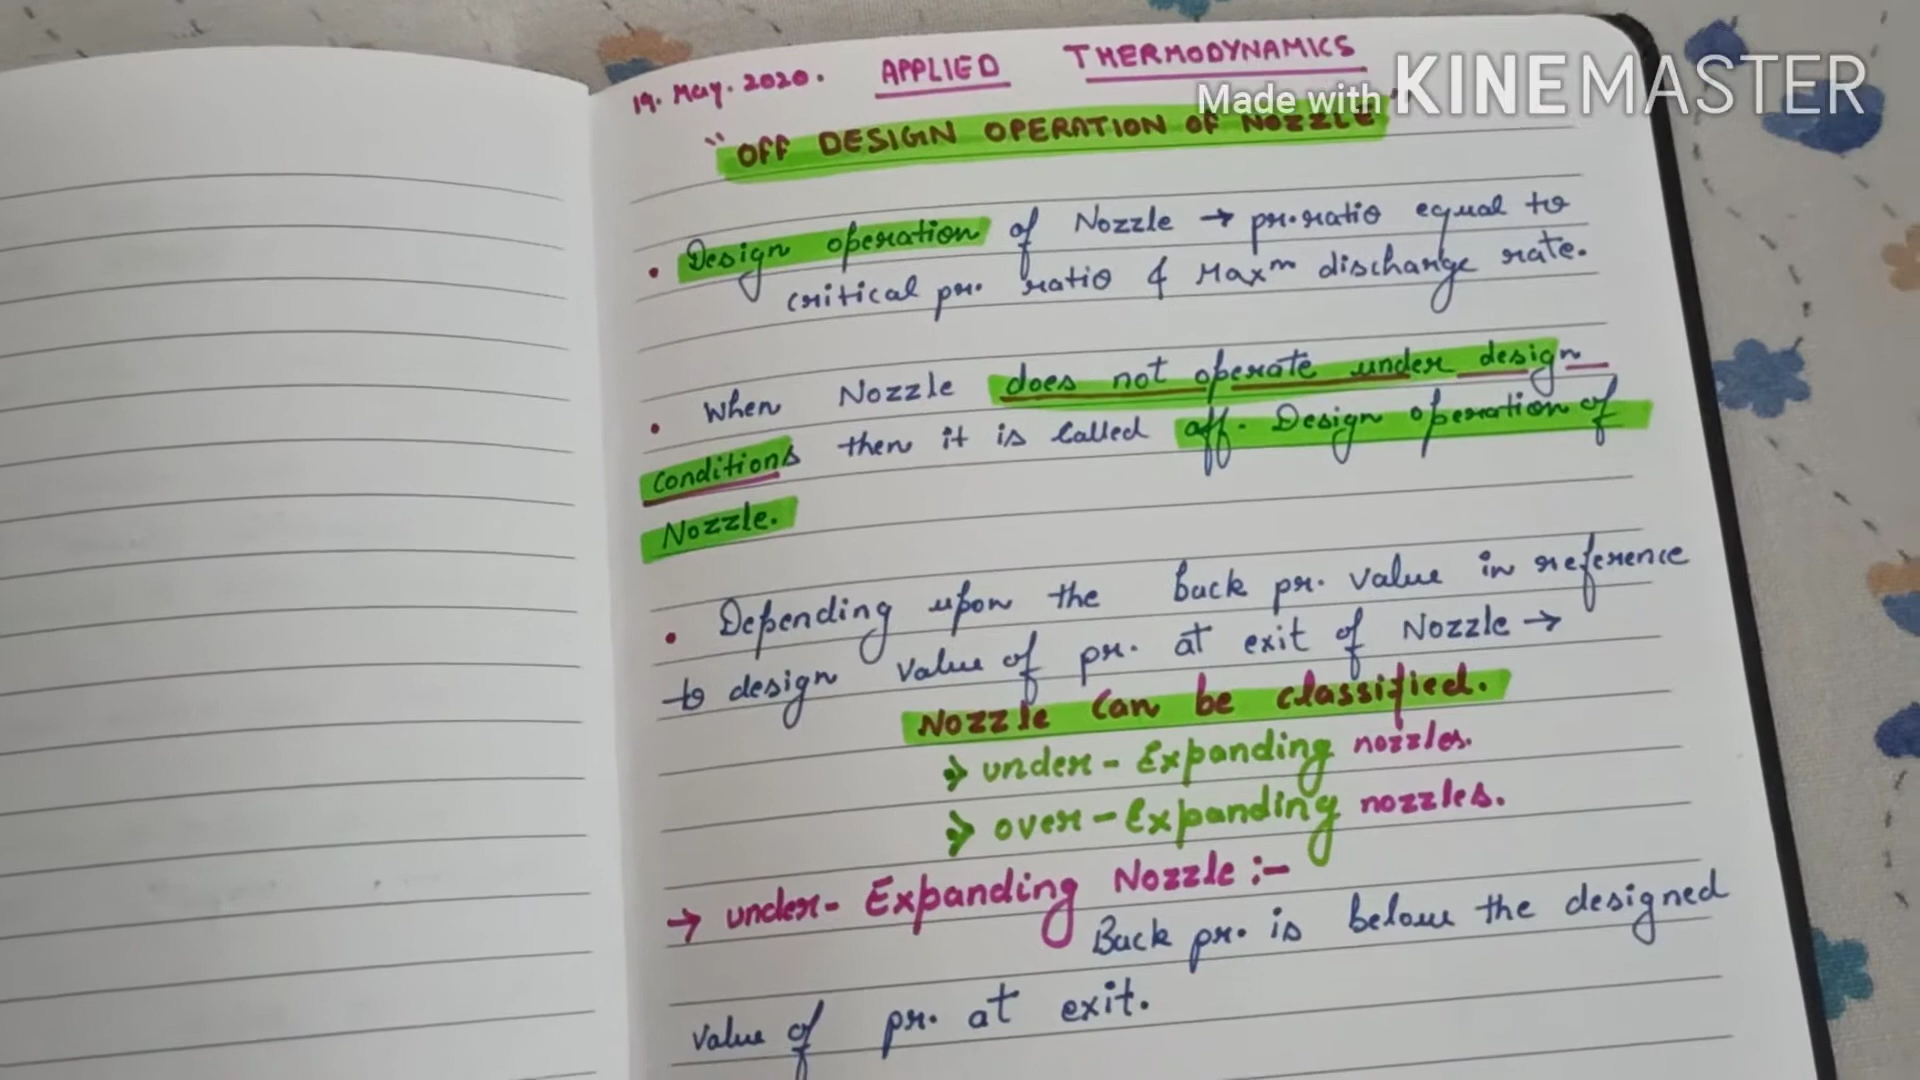 19. May. 2020. APPLIED THERMODYNAMICS
Made with KINEMASTER
"OFF DESIGN OPERATION OF NOZZLE"
• Design operation of Nozzle → pr. ratio equal to
critical pr. ratio & Maxm discharge rate.
• When Nozzle does not operate under design
conditions then it is called off. Design operation of
Nozzle.
• Depending upon the Back pr. value in reference
to design value of pr. at exit of Nozzle →
Nozzle can be classified.
→ under-Expanding nozzles.
→ over-Expanding nozzles.
→ under-Expanding Nozzle :-
Back pr. is below the designed
value of pr. at exit.